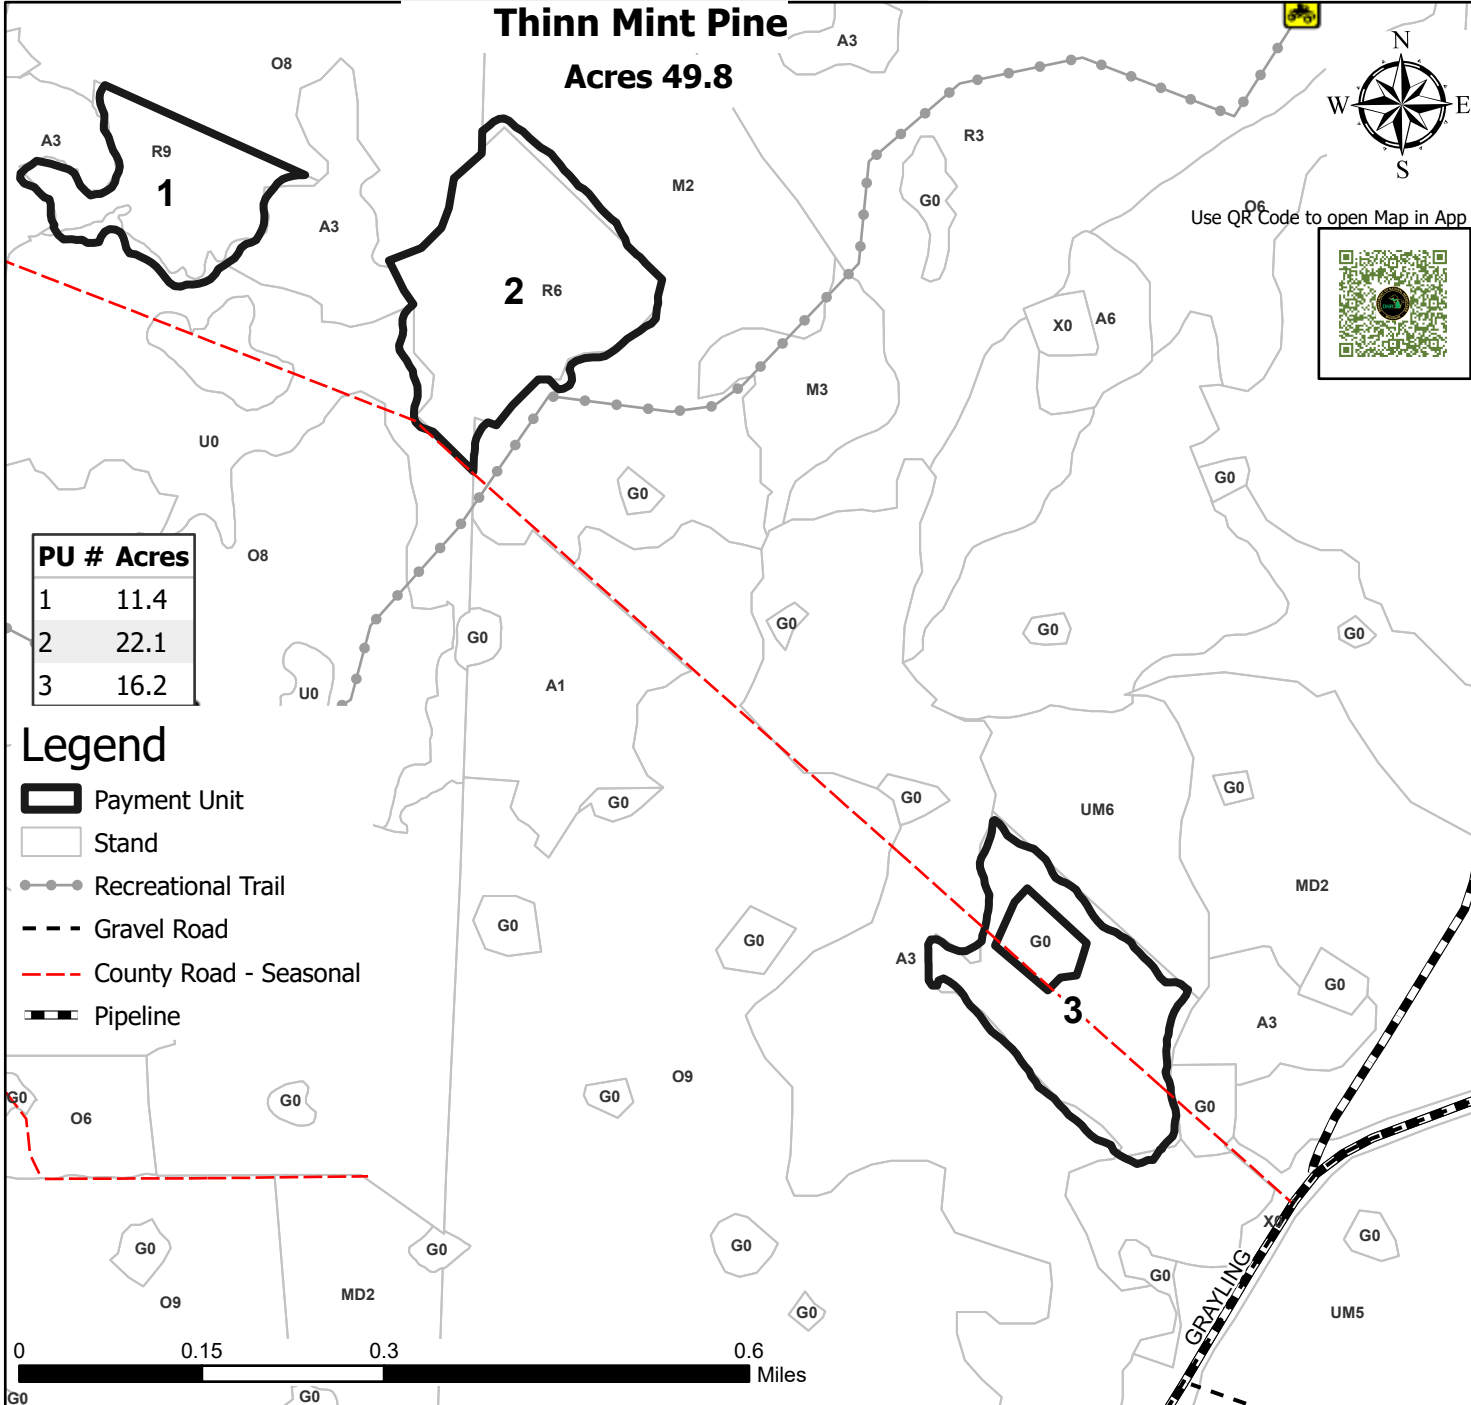 Thinn Mint Pine
Acres 49.8
N
W E
S
Use QR Code to open Map in App
A3
O8
A3
R9
1
A3
M2
R3
G0
O6
2 R6
X0 A6
M3
U0
G0
G0
O8
PU # Acres
1 11.4
2 22.1
3 16.2
G0
G0
G0
G0
U0
A1
Legend
Payment Unit
Stand
Recreational Trail
Gravel Road
County Road - Seasonal
Pipeline
G0
G0
G0
UM6
MD2
G0
G0
G0
A3
G0
3
A3
O9
G0
O6
G0
G0
G0
X0
G0
G0
G0
G0
G0
GRAYLING
O9
MD2
G0
UM5
0 0.15 0.3 0.6
Miles
G0
G0